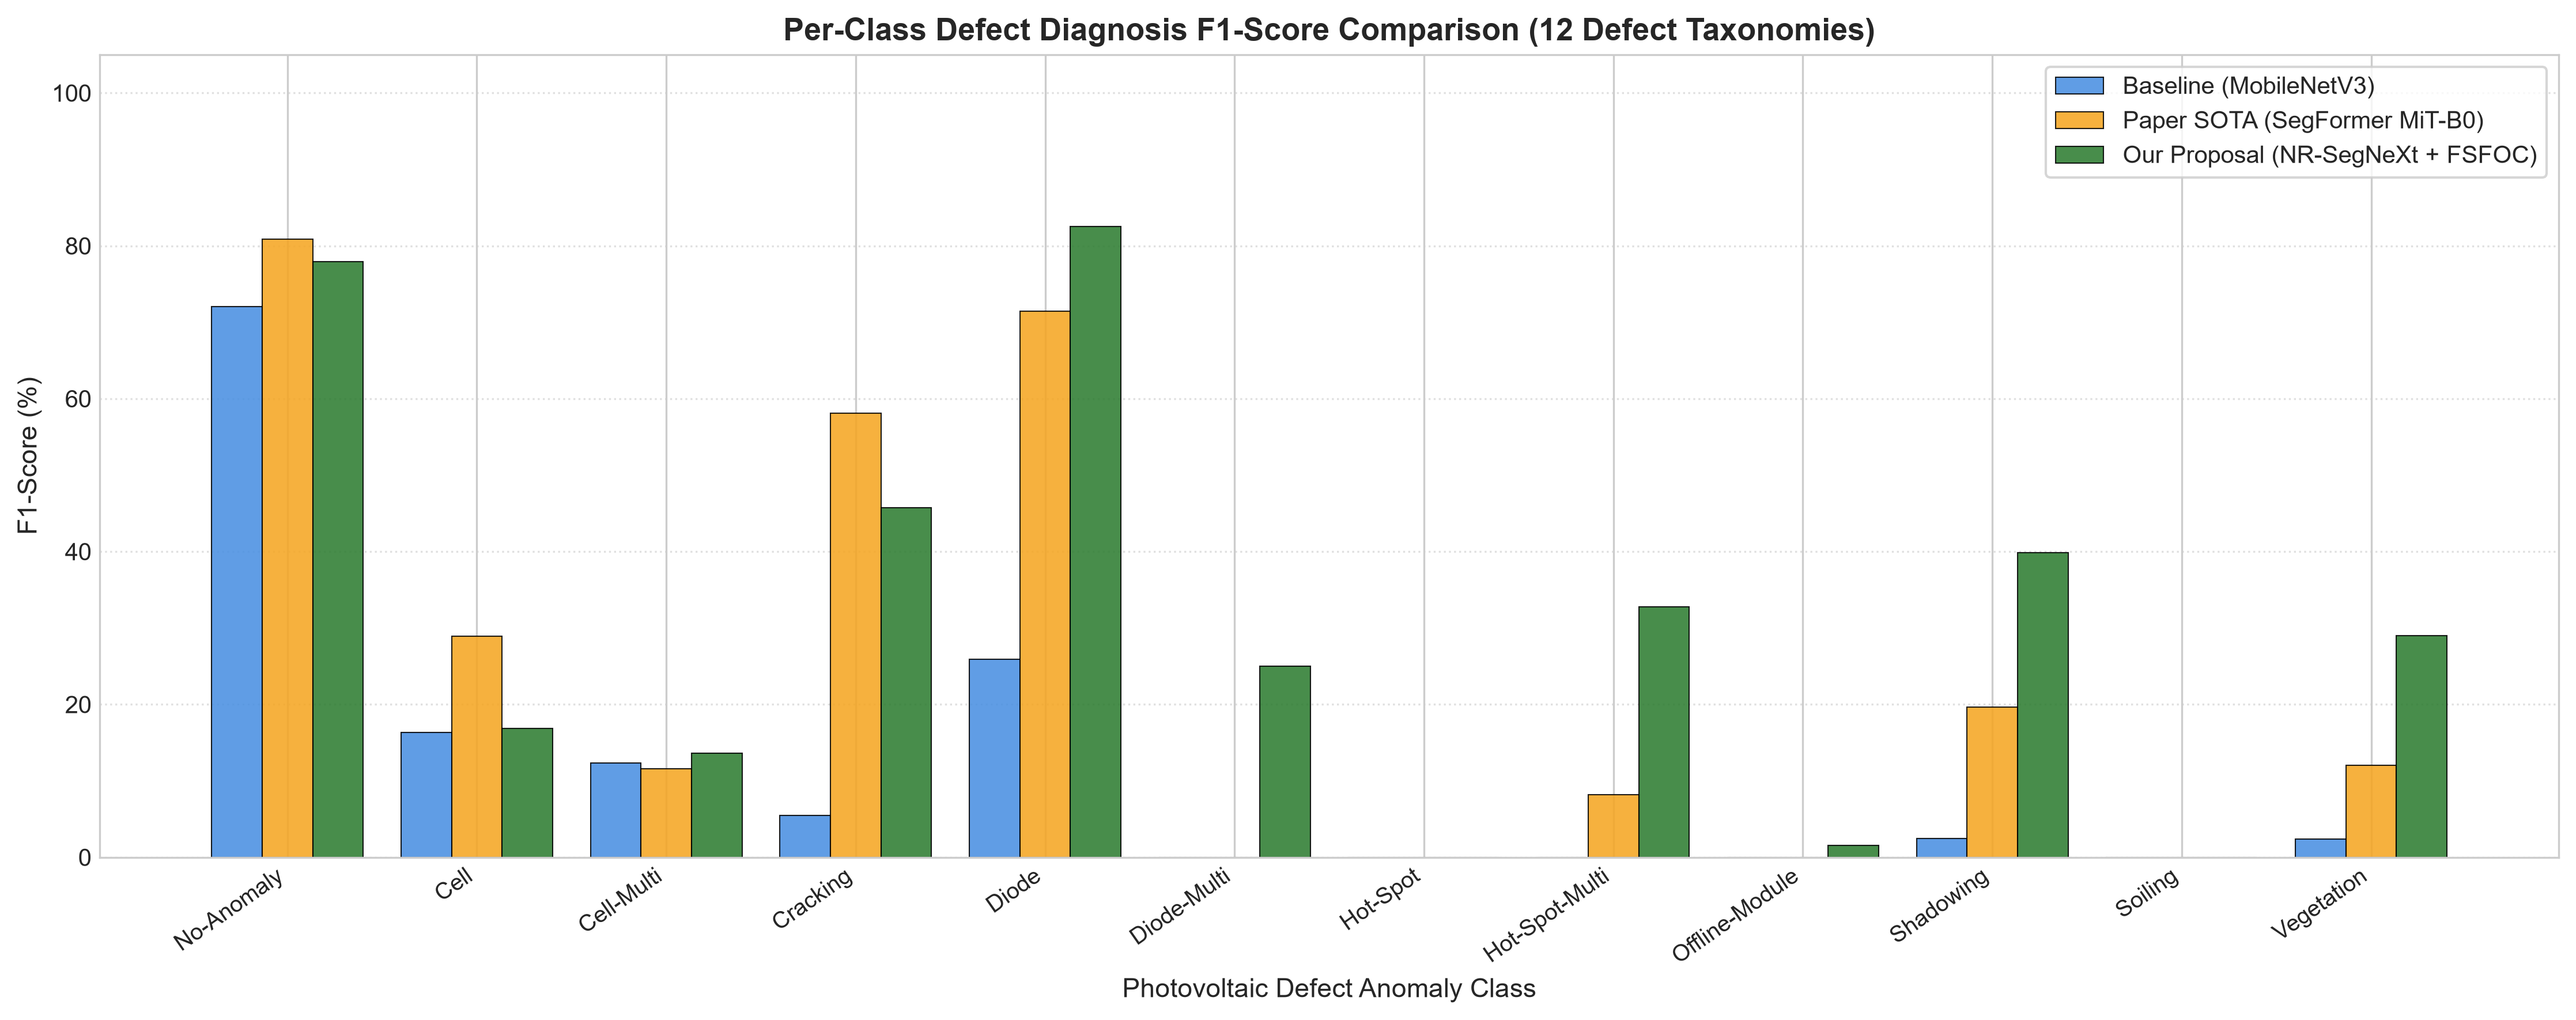 Per-Class Defect Diagnosis F1-Score Comparison (12 Defect Taxonomies)
Baseline (MobileNetV3)
Paper SOTA (SegFormer MiT-B0)
Our Proposal (NR-SegNeXt + FSFOC)
F1-Score (%)
100
80
60
40
20
0
No-Anomaly
Cell
Cell-Multi
Cracking
Diode
Diode-Multi
Hot-Spot
Hot-Spot-Multi
Offline-Module
Shadowing
Soiling
Vegetation
Photovoltaic Defect Anomaly Class